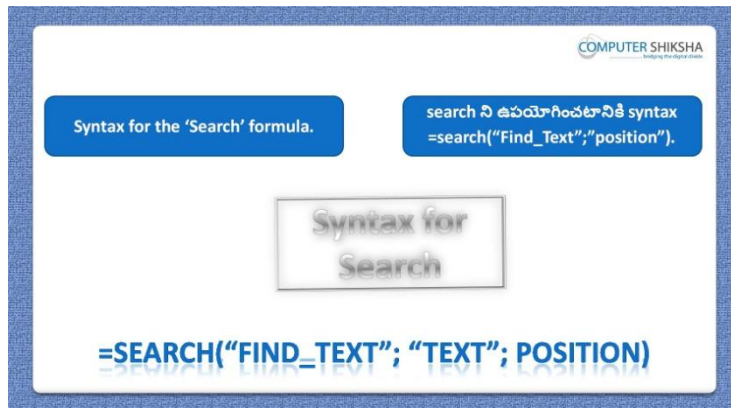 COMPUTER SHIKSHA
bridging the digital divide
Syntax for the ‘Search’ formula.
search ని ఉపయోగించటానికి syntax
=search(“Find_Text”;”position”).
Syntax for
Search
=SEARCH(“FIND_TEXT”; “TEXT”; POSITION)